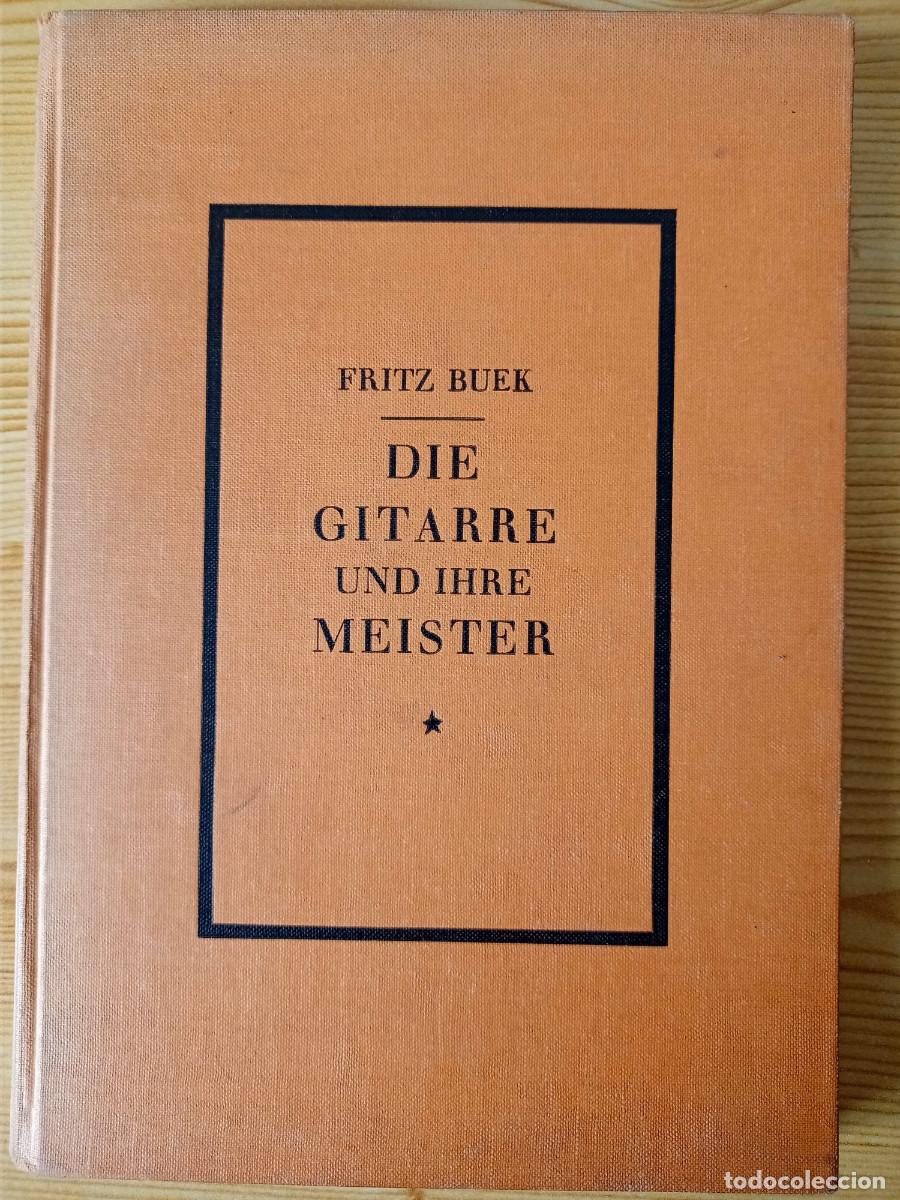 FRITZ BUEK
DIE
GITARRE
UND IHRE
MEISTER
todocoleccion